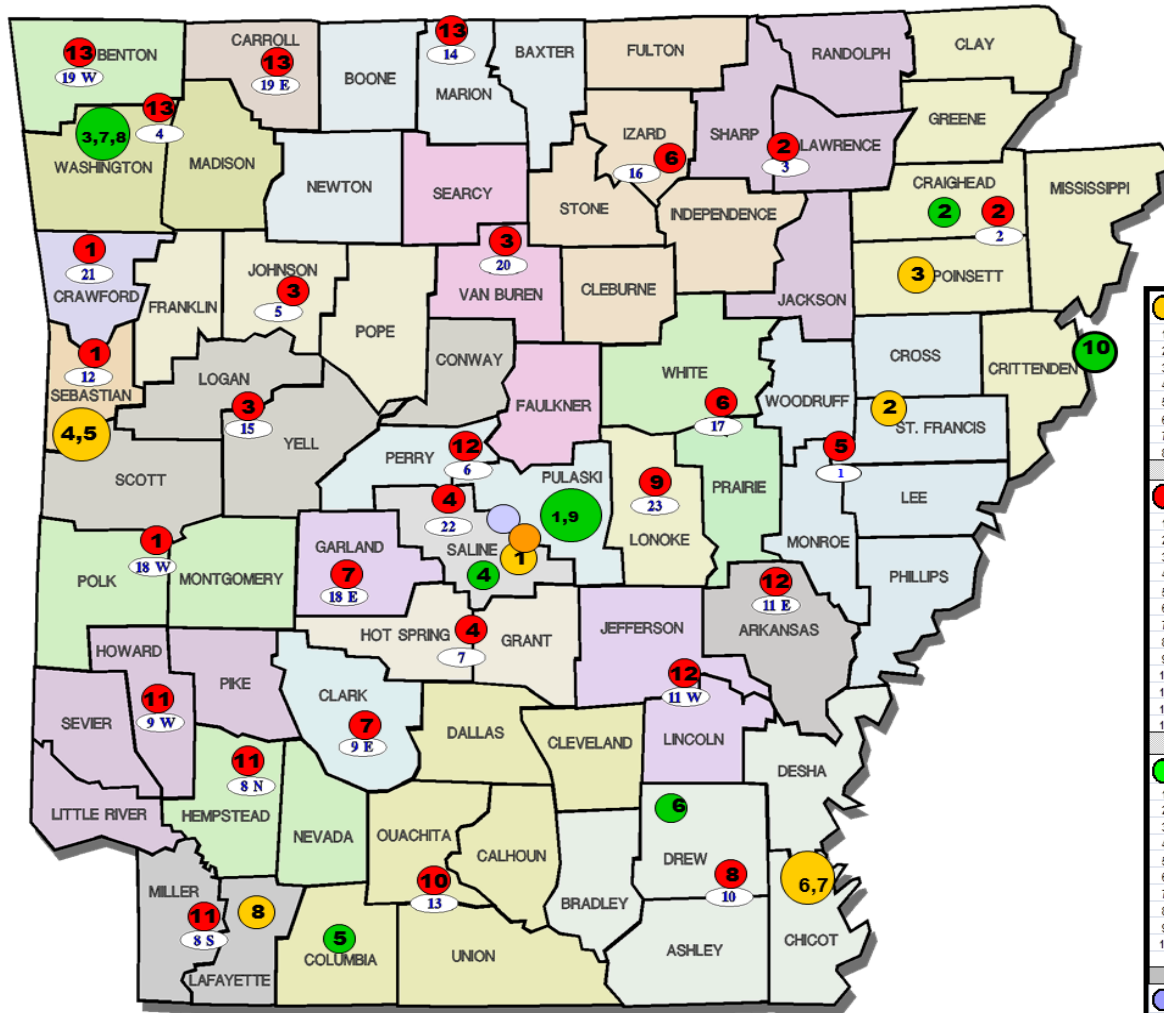 CLAY
CARROLL
13
RANDOLPH
13
BENTON
13
14
BOONE
BAXTER
FULTON
19 W
19 E
MARION
13
4
GREENE
3,7,8
IZARD
SHARP
2
LAWRENCE
WASHINGTON
MADISON
6
3
16
NEWTON
SEARCY
CRAIGHEAD
MISSISSIPPI
STONE
INDEPENDENCE
2
2
2
1
3
21
JOHNSON
20
3
POINSETT
CRAWFORD
3
VAN BUREN
CLEBURNE
JACKSON
5
FRANKLIN
POPE
10
1
CONWAY
CROSS
12
LOGAN
WHITE
CRITTENDEN
SEBASTIAN
3
FAULKNER
6
WOODRUFF
2
15
17
ST. FRANCIS
4,5
YELL
12
5
PERRY
6
PULASKI
1
SCOTT
9
PRAIRIE
LEE
4
23
22
1,9
1
GARLAND
SALINE
LONOKE
MONROE
18 W
1
POLK
MONTGOMERY
7
4
12
PHILLIPS
18 E
11 E
HOT SPRING
4
GRANT
JEFFERSON
ARKANSAS
HOWARD
7
12
PIKE
CLARK
11 W
11
SEVIER
9 W
7
DALLAS
CLEVELAND
LINCOLN
9 E
11
DESHA
8 N
LITTLE RIVER
HEMPSTEAD
6
NEVADA
OUACHITA
CALHOUN
DREW
10
8
6,7
MILLER
13
10
8
BRADLEY
11
8 S
5
CHICOT
COLUMBIA
UNION
ASHLEY
LAFAYETTE